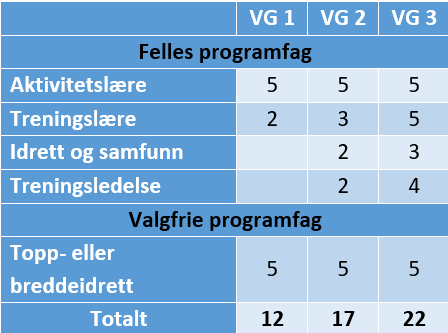 VG 1 VG 2 VG 3
Felles programfag
Aktivitetslære 5 5 5
Treningslære 2 3 5
Idrett og samfunn 2 3
Treningsledelse 2 4
Valgfrie programfag
Topp- eller
breddeidrett 5 5 5
Totalt 12 17 22